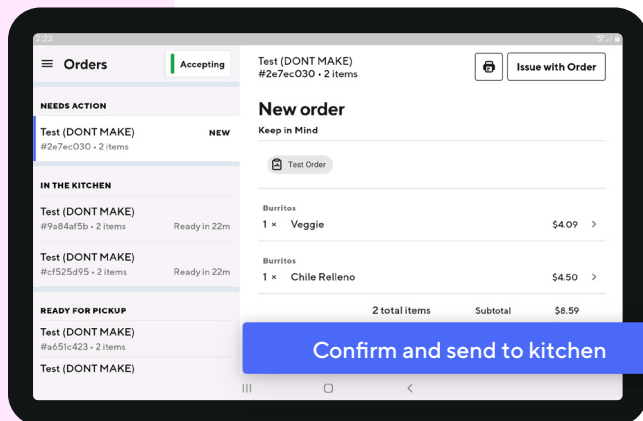 2:23
Orders
Accepting
NEEDS ACTION
Test (DONT MAKE) NEW
#2e7ec030 • 2 items
IN THE KITCHEN
Test (DONT MAKE)
#9a84af5b • 2 items Ready in 22m
Test (DONT MAKE)
#cf525d95 • 2 items Ready in 22m
READY FOR PICKUP
Test (DONT MAKE)
#a651c423 • 2 items
Test (DONT MAKE)
Test (DONT MAKE)
#2e7ec030 • 2 items
Issue with Order
New order
Keep in Mind
Test Order
Burritos
1 × Veggie $4.09
Burritos
1 × Chile Relleno $4.50
2 total items Subtotal $8.59
Confirm and send to kitchen